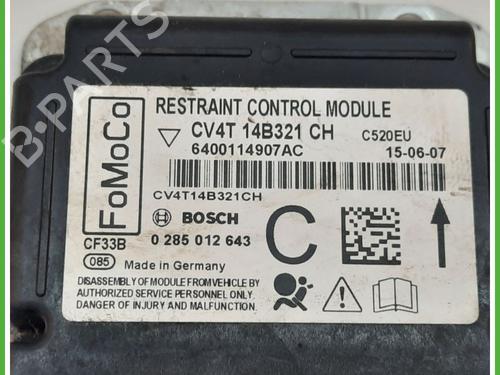 FoMoCo
RESTRAINT CONTROL MODULE
CV4T 14B321 CH C520EU
6400114907AC 15-06-07
CV4T14B321CH
BOSCH
CF33B 0 285 012 643
C
085 Made in Germany
DISASSEMBLY OF MODULE FROM VEHICLE BY
AUTHORIZED SERVICE PERSONNEL ONLY.
DANGER OF INJURY AND MALFUNCTION.
B-PARTS